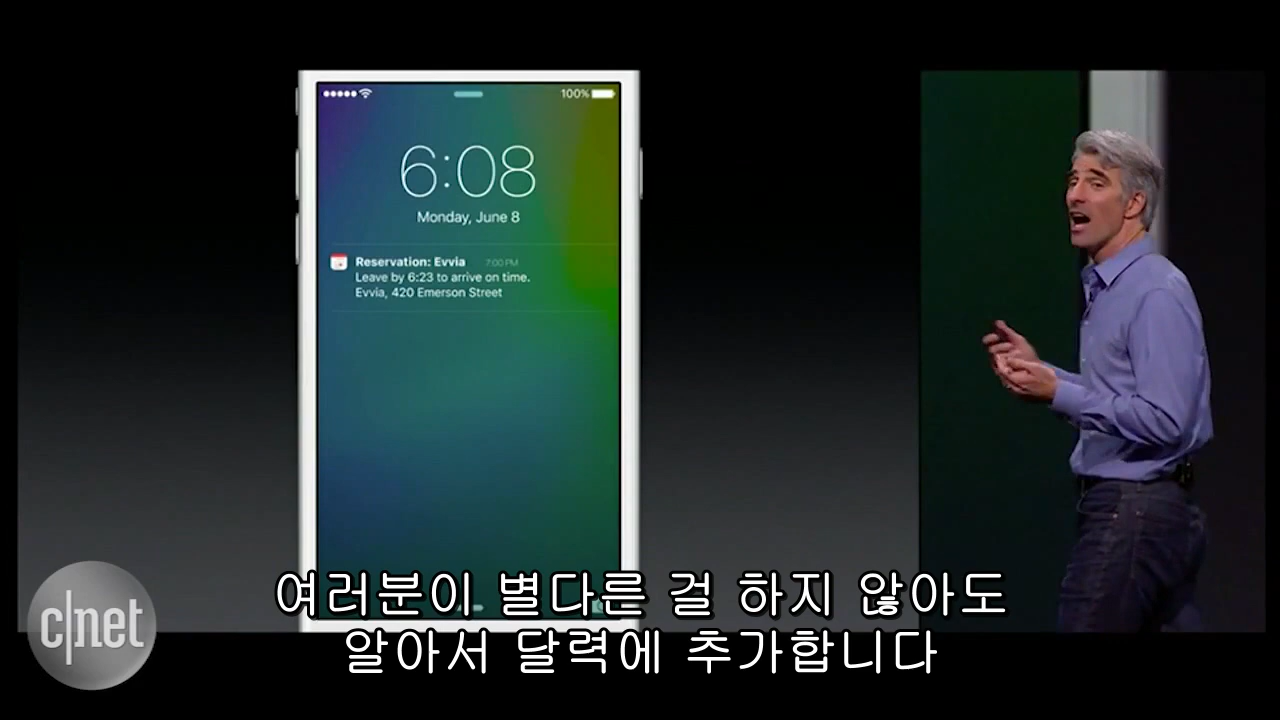 100%
6:08
Monday, June 8
Reservation: Evvia 7:00 PM
Leave by 6:23 to arrive on time.
Evvia, 420 Emerson Street
여러분이 별다른 걸 하지 않아도
알아서 달력에 추가합니다
c|net